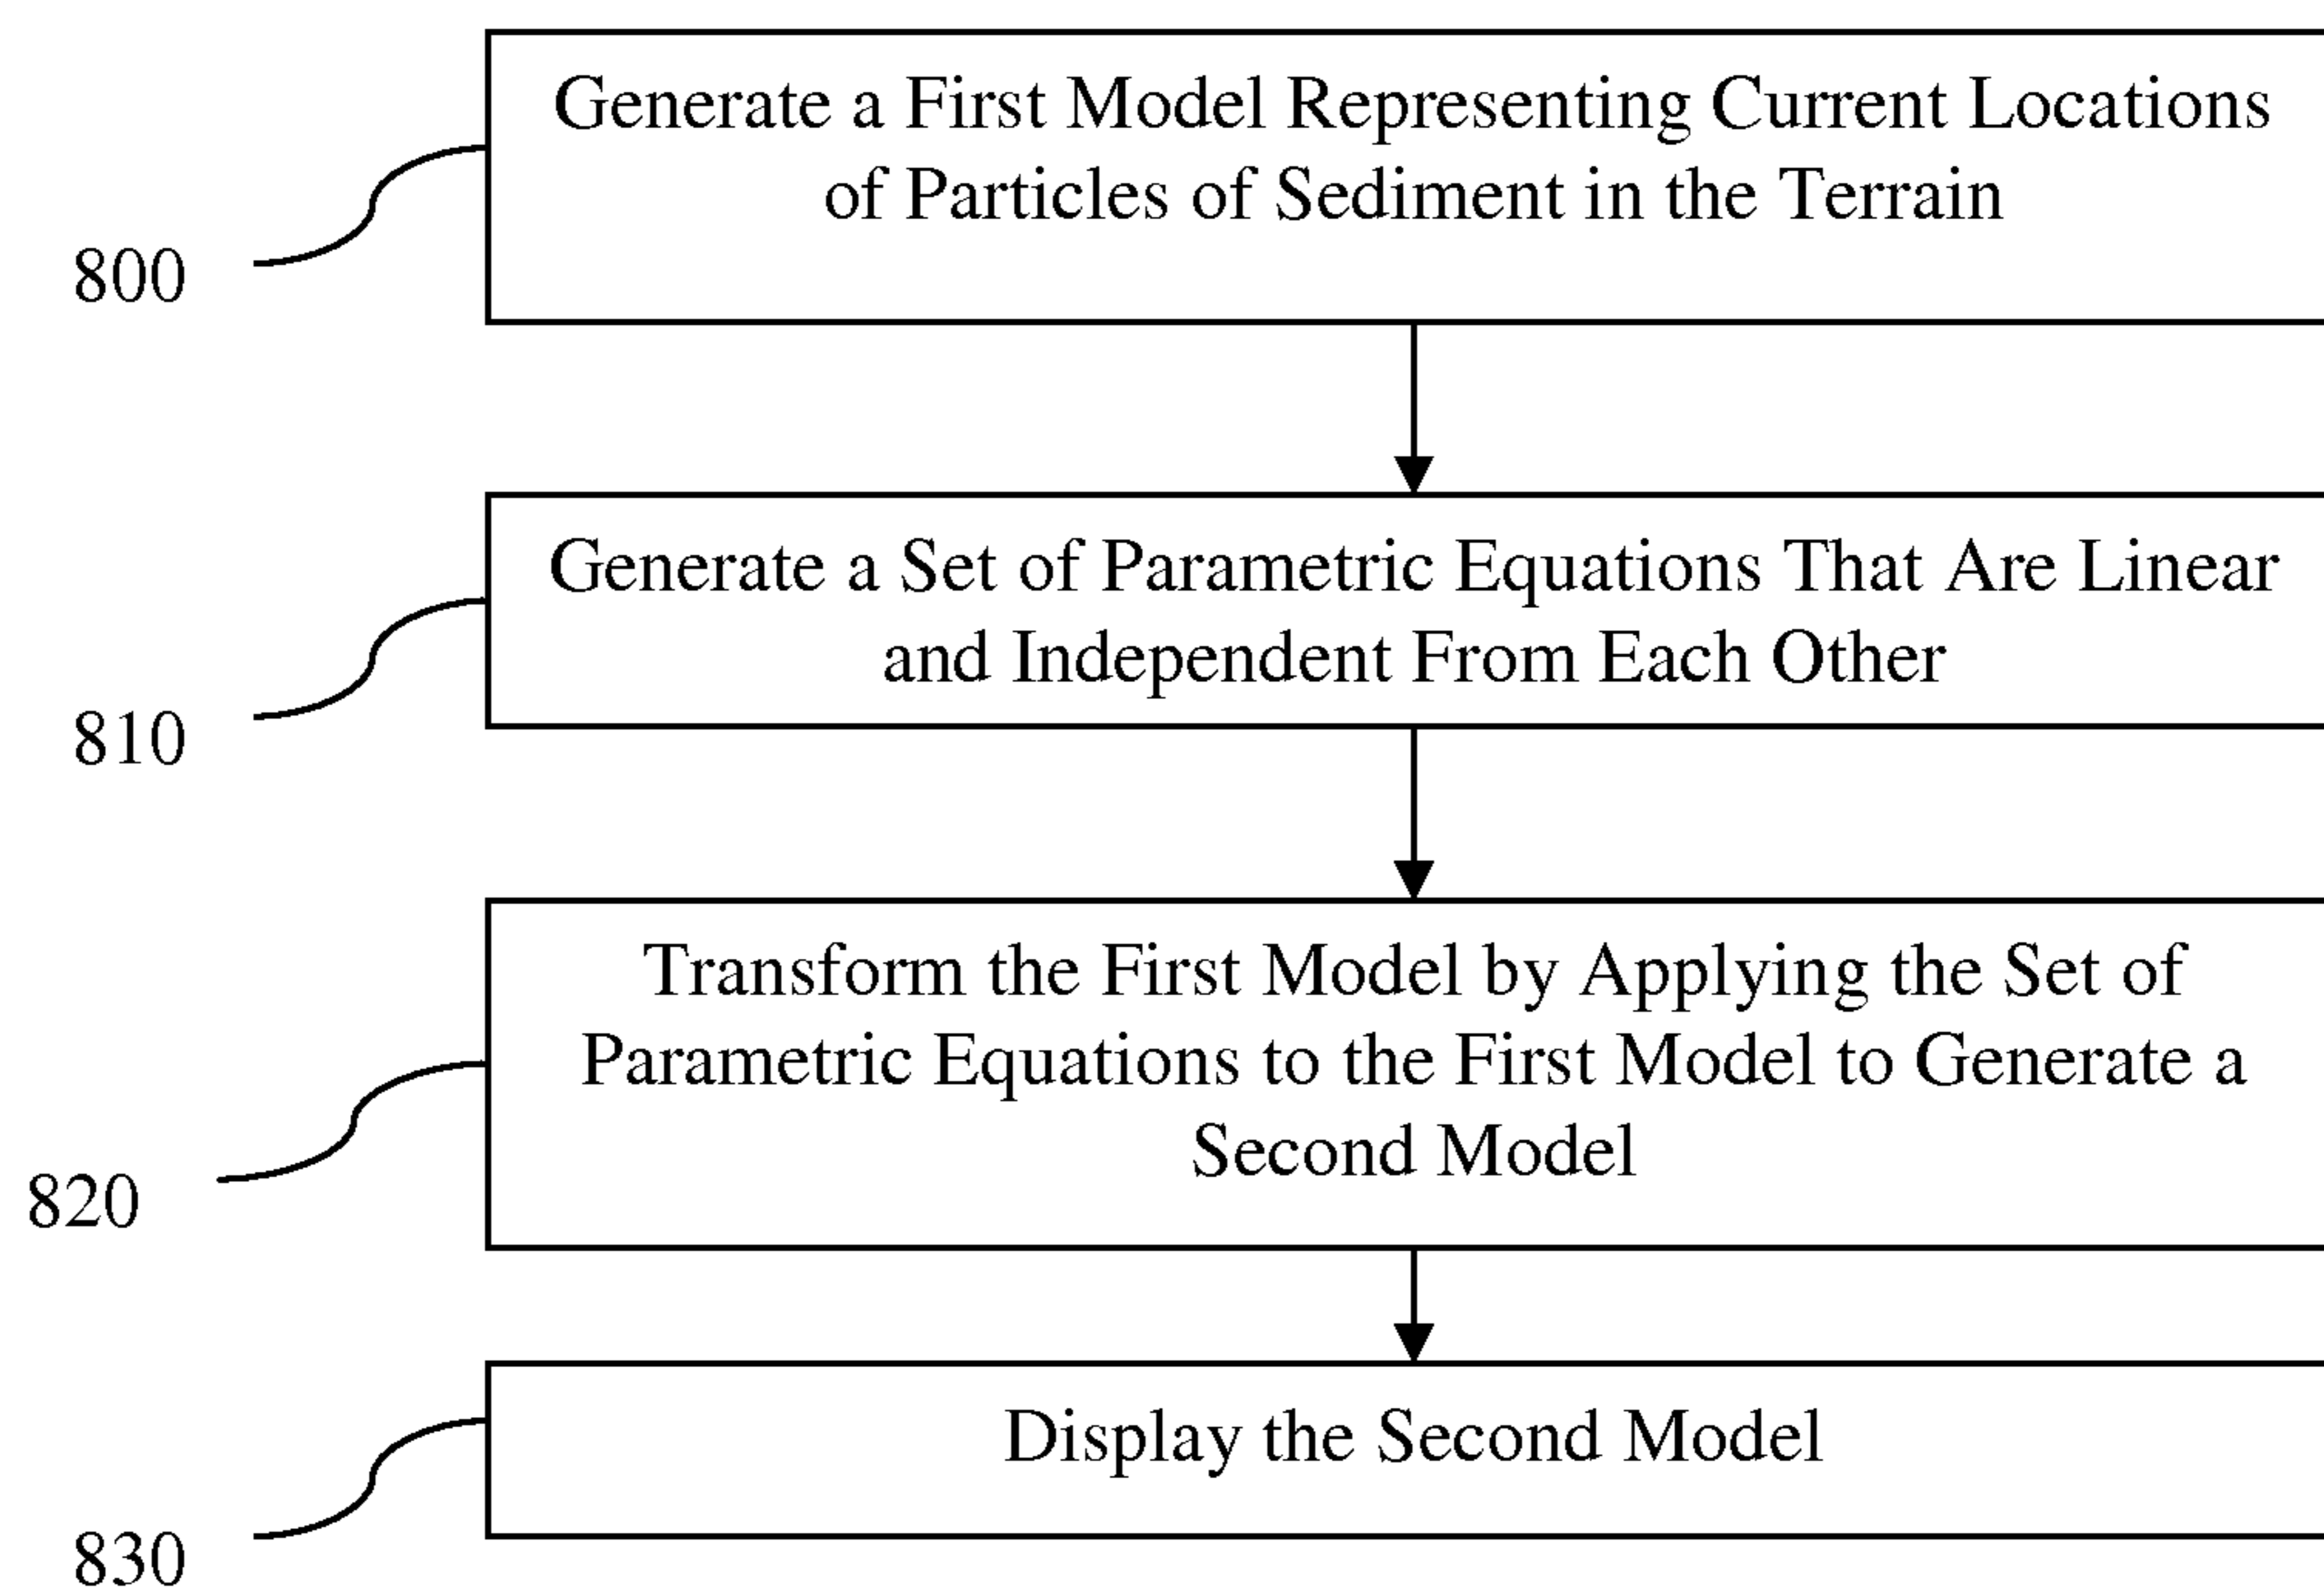 Generate a First Model Representing Current Locations
of Particles of Sediment in the Terrain
800
Generate a Set of Parametric Equations That Are Linear
and Independent From Each Other
810
Transform the First Model by Applying the Set of
Parametric Equations to the First Model to Generate a
Second Model
820
Display the Second Model
830